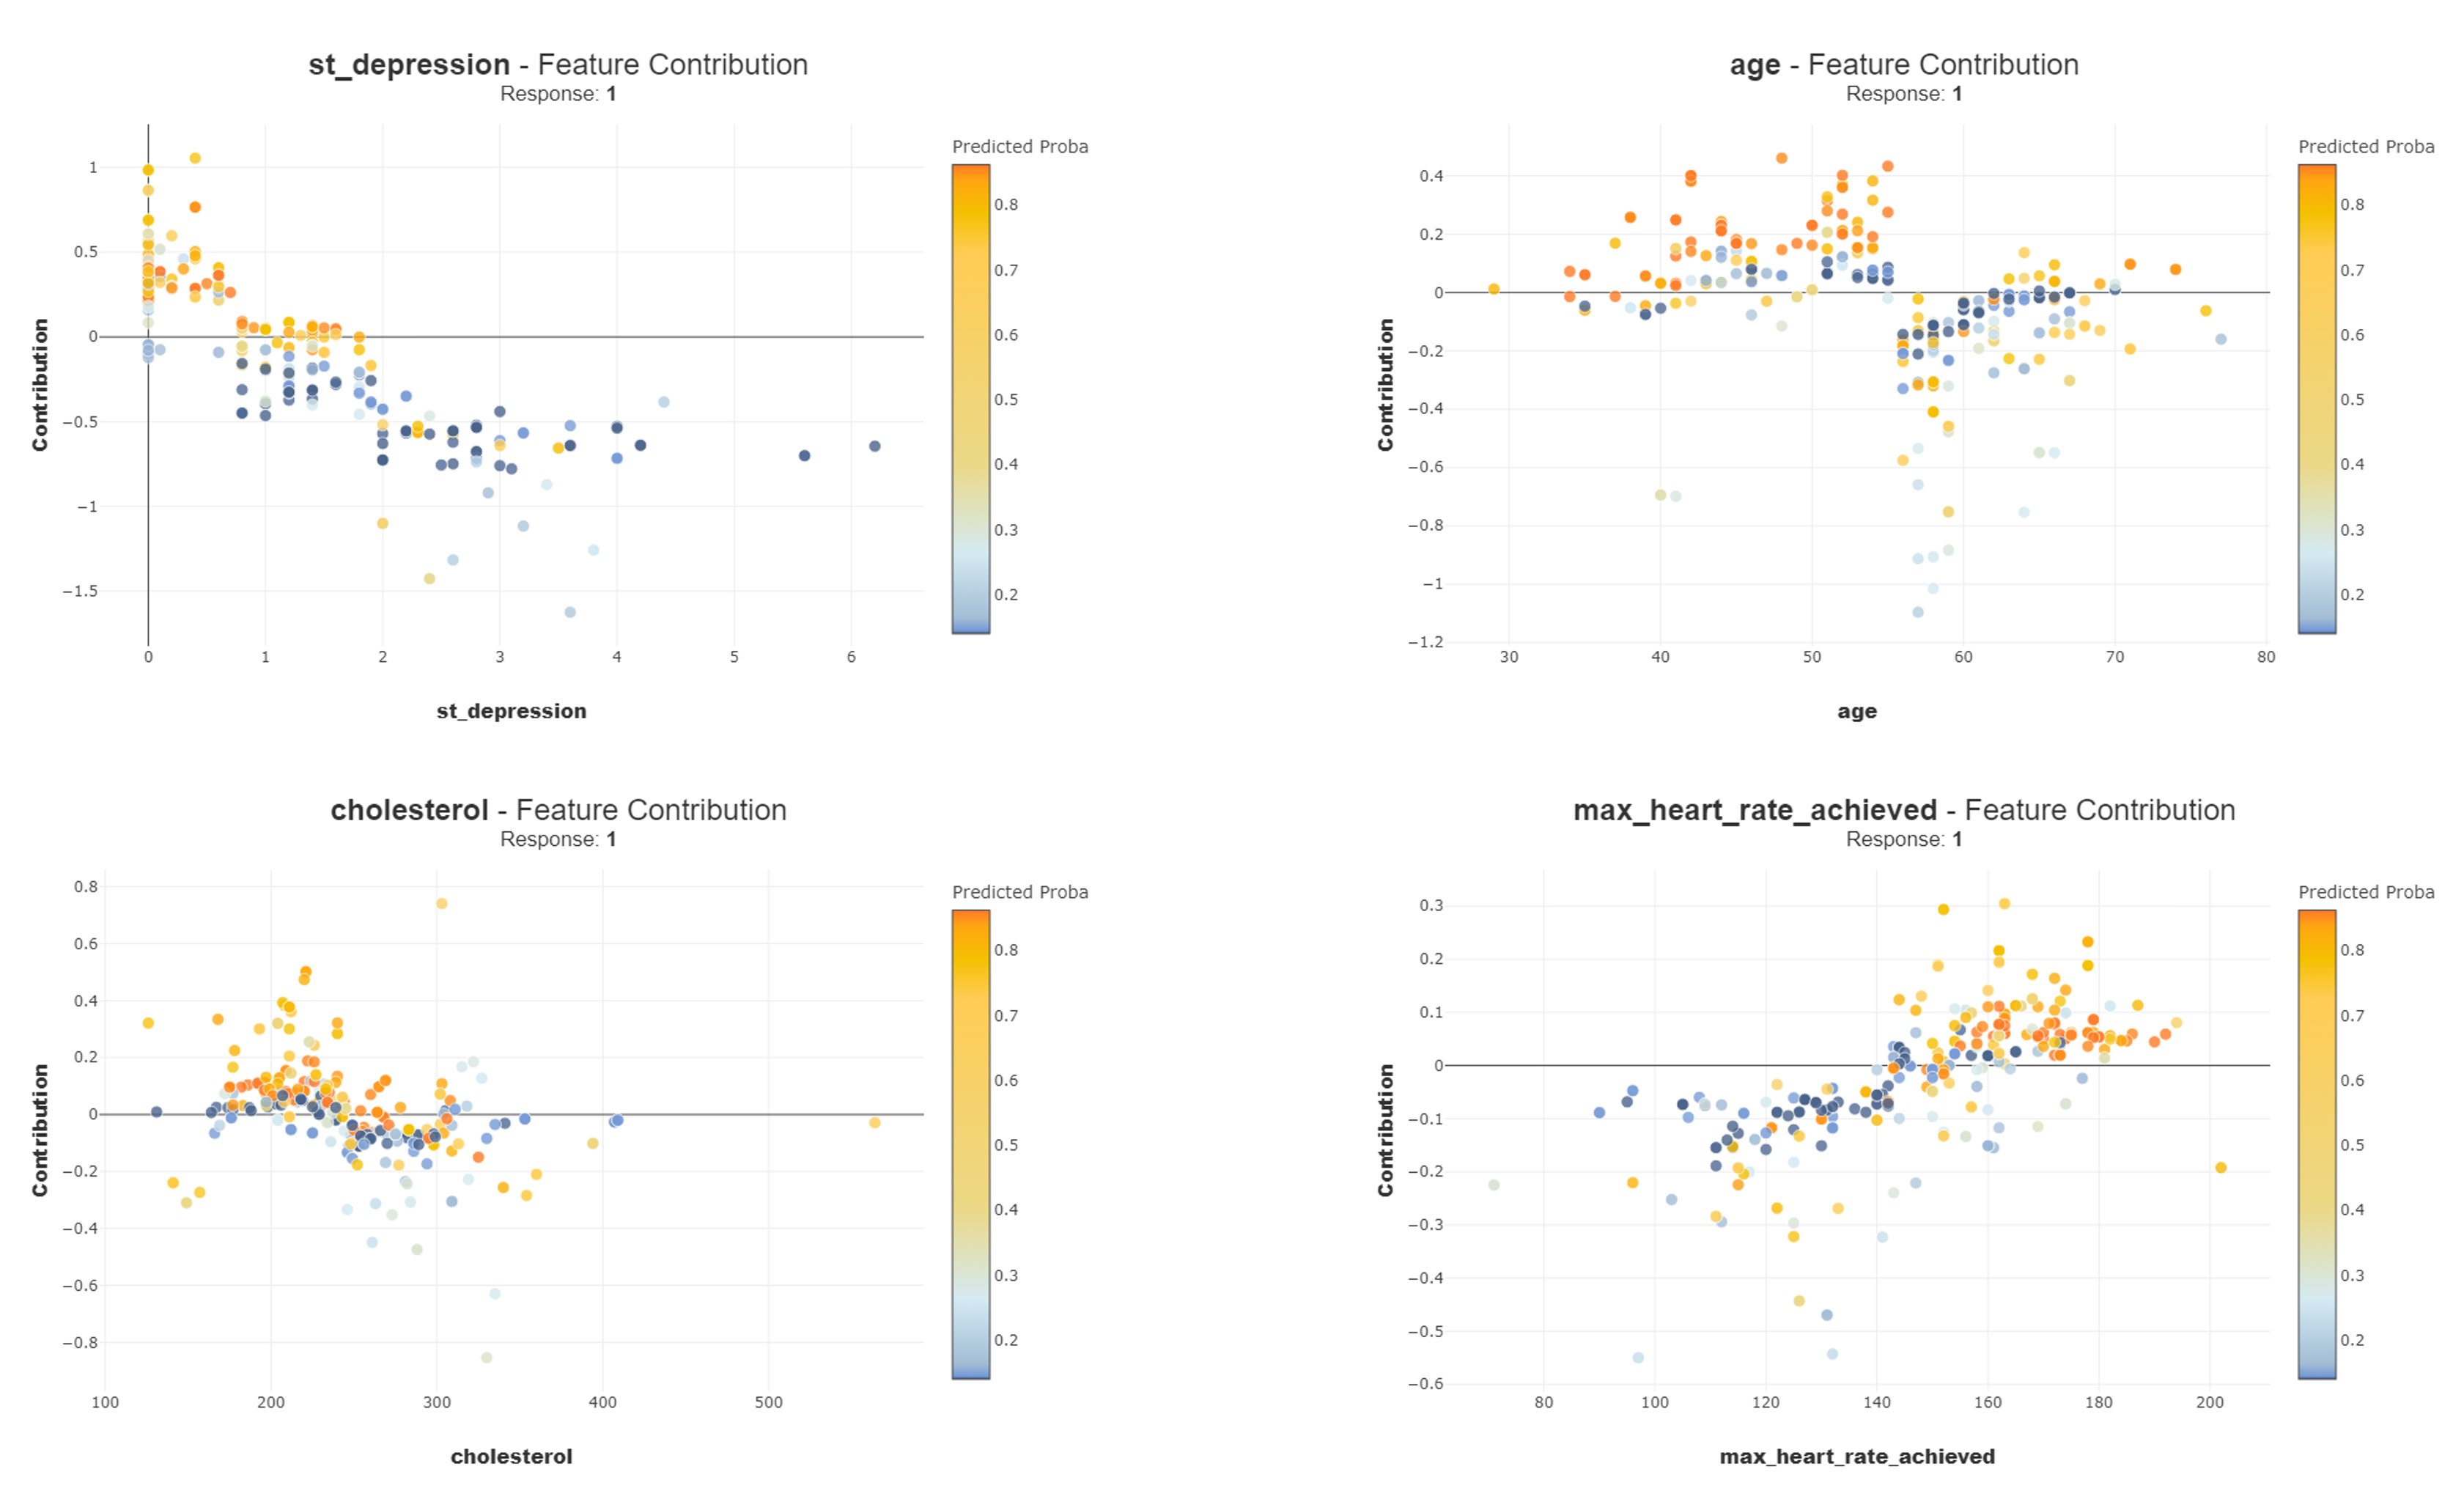 st_depression - Feature Contribution
Response: 1
Predicted Proba
Contribution
1
0.5
0
−0.5
−1
−1.5
0.8
0.7
0.6
0.5
0.4
0.3
0.2
0 1 2 3 4 5 6
st_depression
age - Feature Contribution
Response: 1
Predicted Proba
Contribution
0.4
0.2
0
−0.2
−0.4
−0.6
−0.8
−1
−1.2
0.8
0.7
0.6
0.5
0.4
0.3
0.2
30 40 50 60 70 80
age
cholesterol - Feature Contribution
Response: 1
Predicted Proba
Contribution
0.8
0.6
0.4
0.2
0
−0.2
−0.4
−0.6
−0.8
0.8
0.7
0.6
0.5
0.4
0.3
0.2
100 200 300 400 500
cholesterol
max_heart_rate_achieved - Feature Contribution
Response: 1
Predicted Proba
Contribution
0.3
0.2
0.1
0
−0.1
−0.2
−0.3
−0.4
−0.5
−0.6
0.8
0.7
0.6
0.5
0.4
0.3
0.2
80 100 120 140 160 180 200
max_heart_rate_achieved